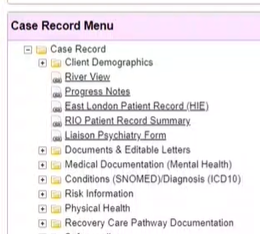 Case Record Menu
Case Record
Client Demographics
River View
Progress Notes
East London Patient Record (HIE)
RIO Patient Record Summary
Liaison Psychiatry Form
Documents & Editable Letters
Medical Documentation (Mental Health)
Conditions (SNOMED)/Diagnosis (ICD10)
Risk Information
Physical Health
Recovery Care Pathway Documentation